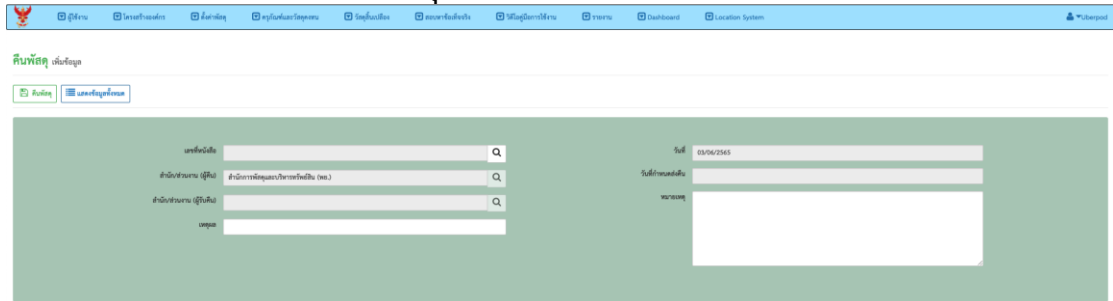 ผู้ใช้งาน โครงสร้างองค์กร ตั้งค่าพัสดุ ครุภัณฑ์และวัสดุคงทน วัสดุสิ้นเปลือง สอบหาข้อเท็จจริง วิดีโอคู่มือการใช้งาน รายงาน Dashboard Location System Uberpod
คืนพัสดุ เพิ่มข้อมูล
คืนพัสดุ แสดงข้อมูลทั้งหมด
เลขที่หนังสือ วันที่ 03/06/2565
สำนัก/ส่วนงาน (ผู้คืน) สำนักการพัสดุและบริหารทรัพย์สิน (พอ.) วันที่กำหนดส่งคืน
สำนัก/ส่วนงาน (ผู้รับคืน) หมายเหตุ
เหตุผล